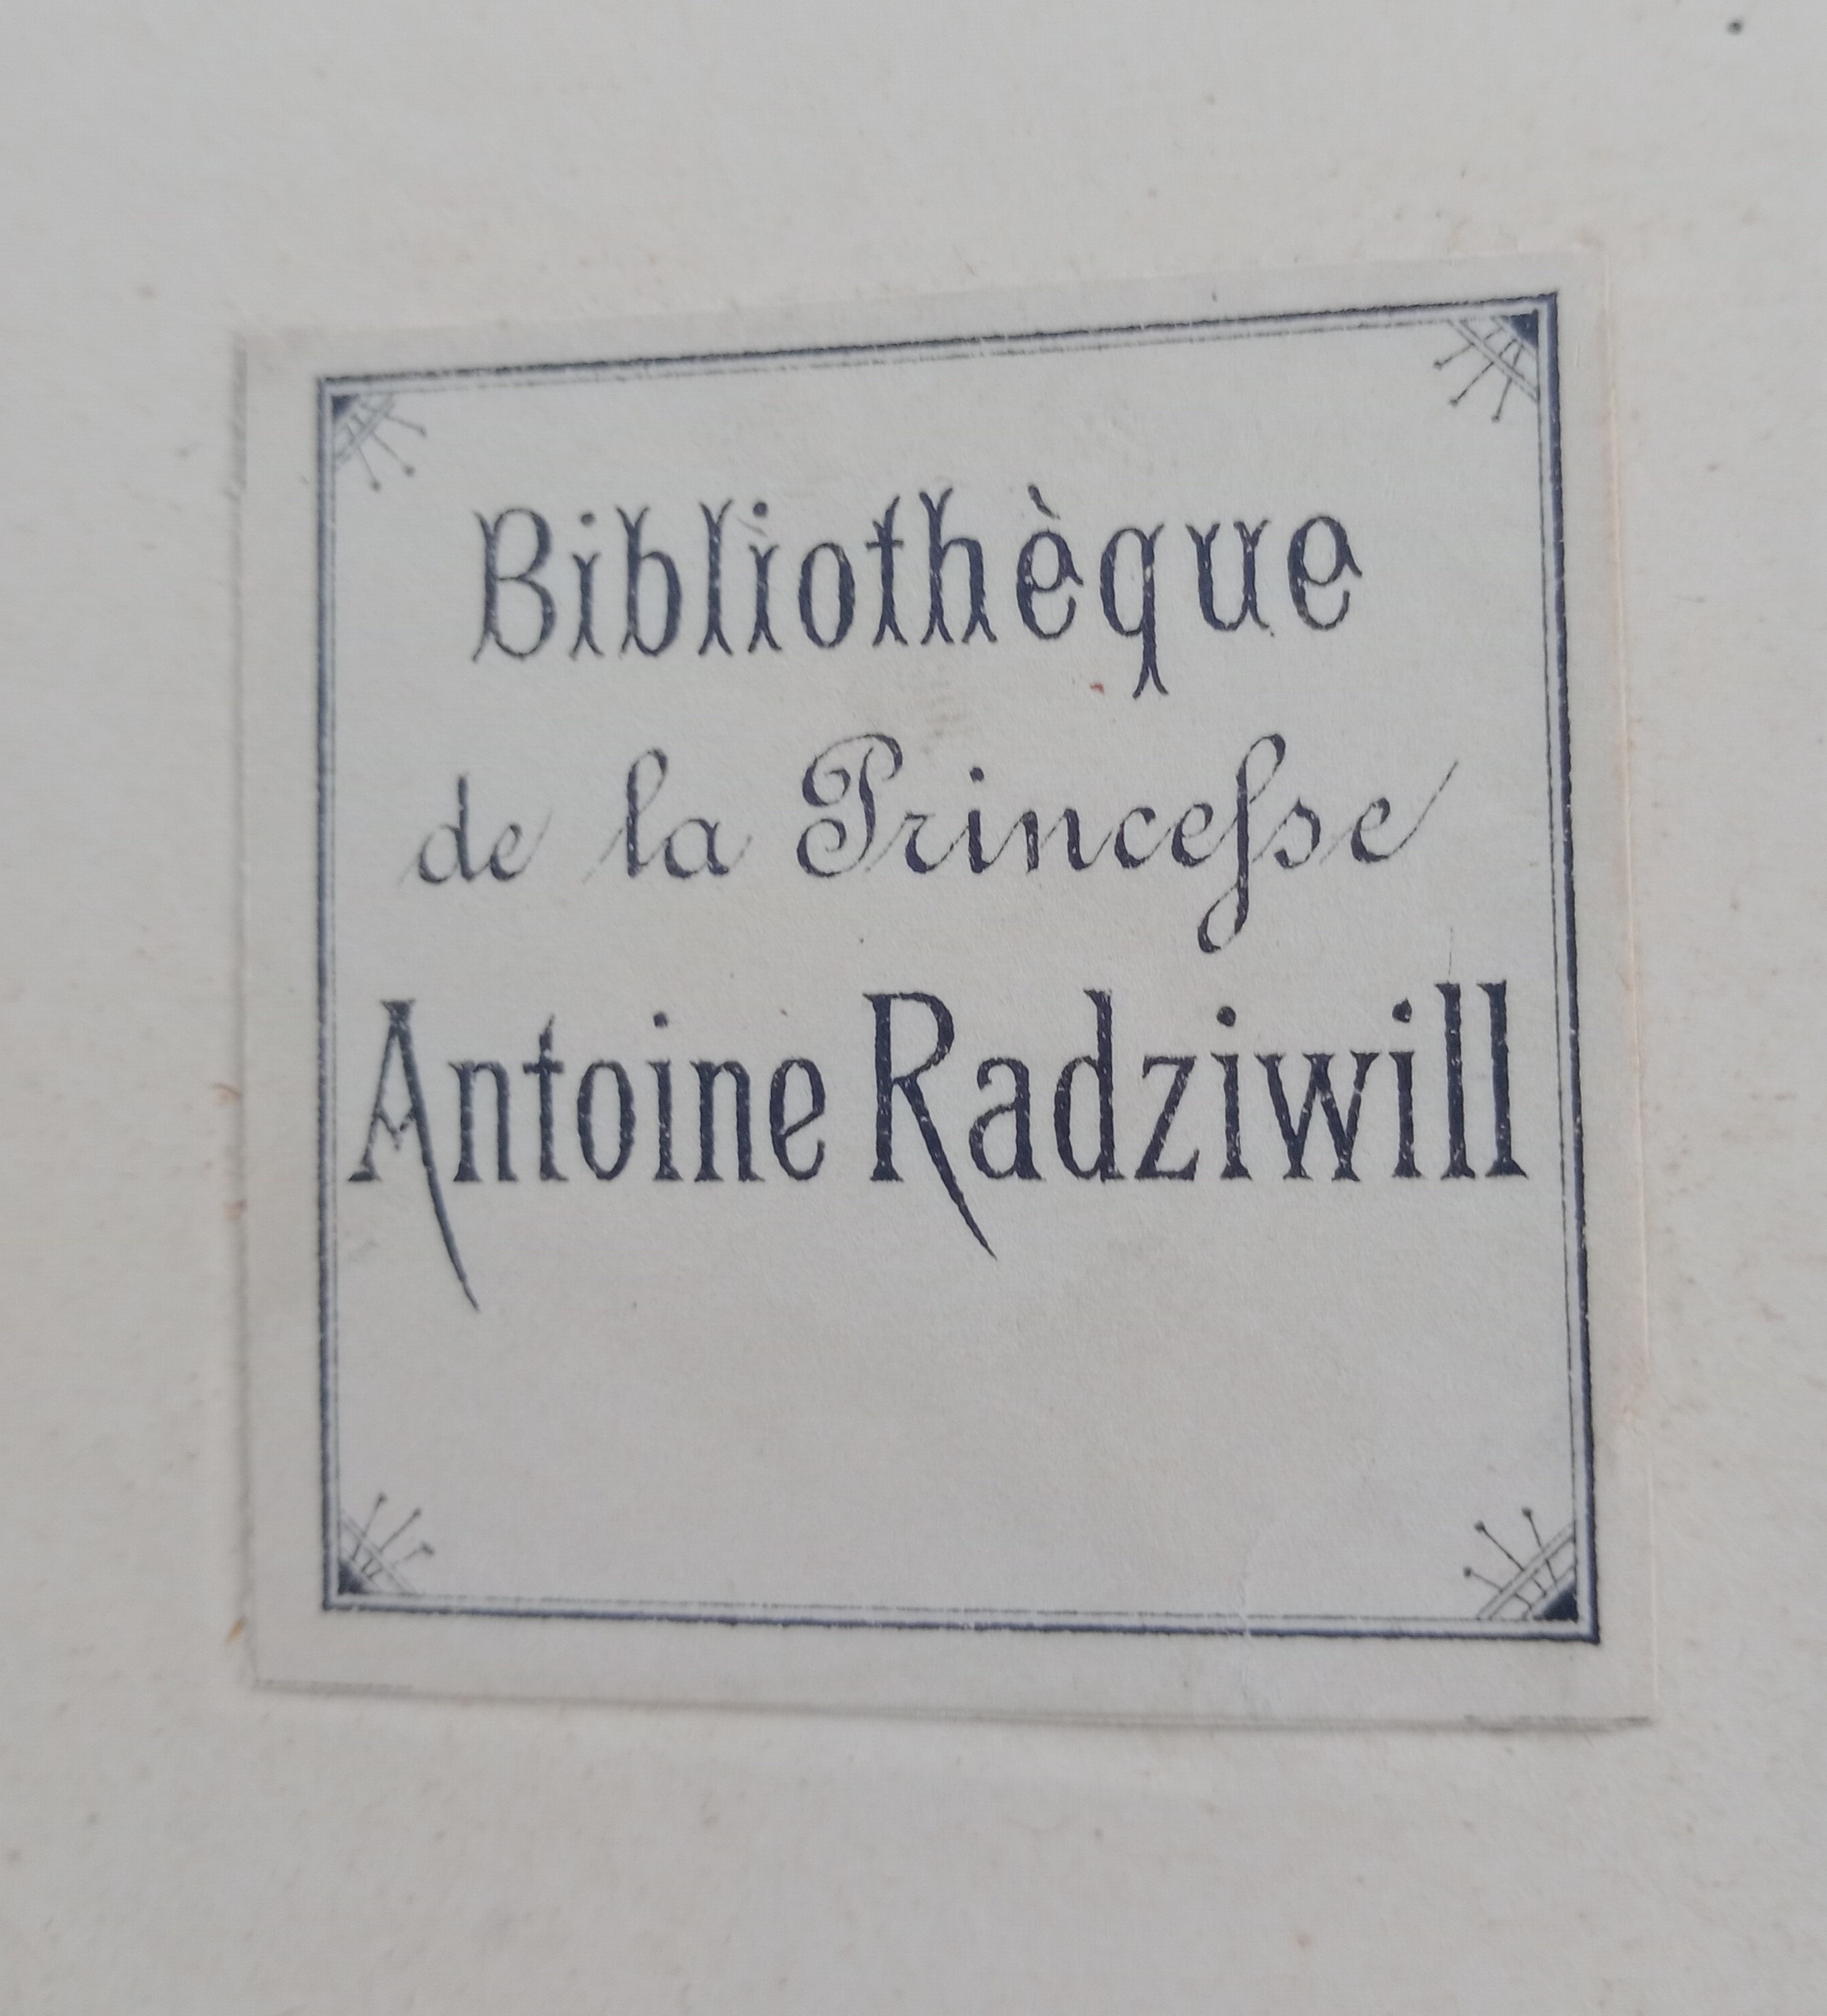 Bibliothèque
de la Princeſse
Antoine Radziwill